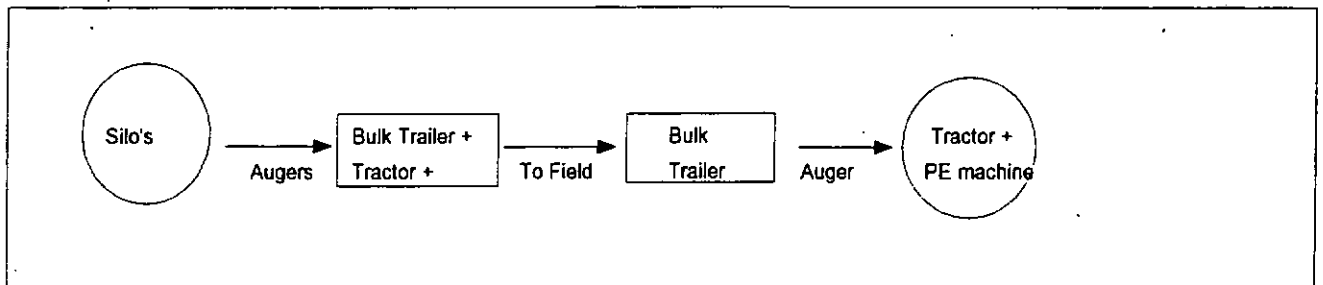 Silo's
Augers
Bulk Trailer +
Tractor +
To Field
Bulk
Trailer
Auger
Tractor +
PE machine